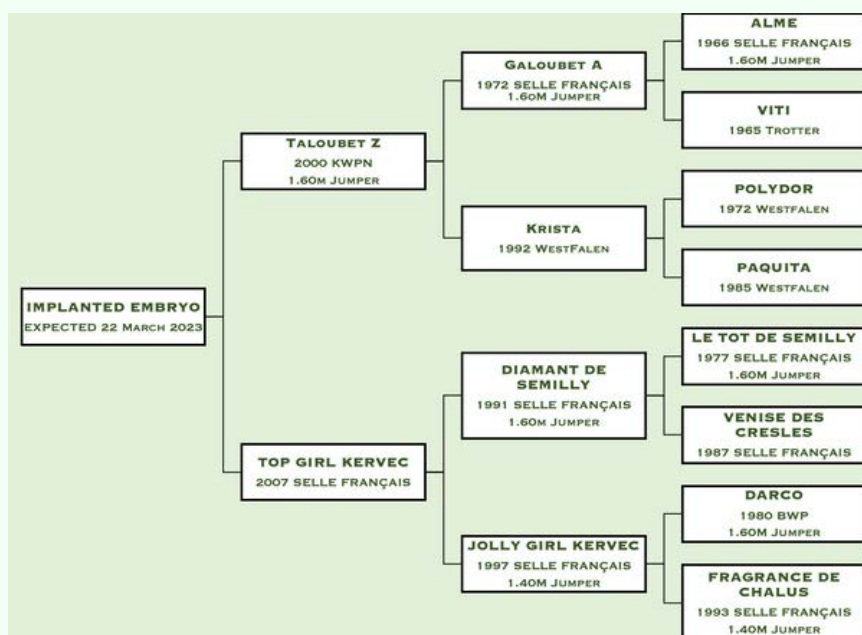 ALME
1966 SELLE FRANÇAIS
1.60M JUMPER
GALOUBET A
1972 SELLE FRANÇAIS
1.60M JUMPER
VITI
1965 TROTTER
TALOUBET Z
2000 KWPN
1.60M JUMPER
POLYDOR
1972 WESTFALEN
KRISTA
1992 WESTFALEN
PAQUITA
1985 WESTFALEN
IMPLANTED EMBRYO
EXPECTED 22 MARCH 2023
LE TOT DE SEMILLY
1977 SELLE FRANÇAIS
1.60M JUMPER
DIAMANT DE
SEMILLY
1991 SELLE FRANÇAIS
1.60M JUMPER
VENISE DES
CRESLES
1987 SELLE FRANÇAIS
TOP GIRL KERVEC
2007 SELLE FRANÇAIS
DARCO
1980 BWP
1.60M JUMPER
JOLLY GIRL KERVEC
1997 SELLE FRANÇAIS
1.40M JUMPER
FRAGRANCE DE
CHALUS
1993 SELLE FRANÇAIS
1.40M JUMPER